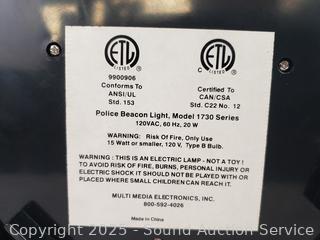 ETL
LISTED
9900906
Conforms To
ANSI/UL
Std. 153
ETL
C LISTED
Certified To
CAN/CSA
Std. C22 No. 12
Police Beacon Light, Model 1730 Series
120VAC, 60 Hz, 20 W
WARNING: Risk Of Fire, Only Use
15 Watt or smaller, 120 V, Type B Bulb.
WARNING - THIS IS AN ELECTRIC LAMP - NOT A TOY !
TO AVOID RISK OF FIRE, BURNS, PERSONAL INJURY OR
ELECTRIC SHOCK IT SHOULD NOT BE PLAYED WITH OR
PLACED WHERE SMALL CHILDREN CAN REACH IT.
MULTI MEDIA ELECTRONICS, INC.
800-592-4026
Made in China
Copyright 2025 - Sound Auction Service